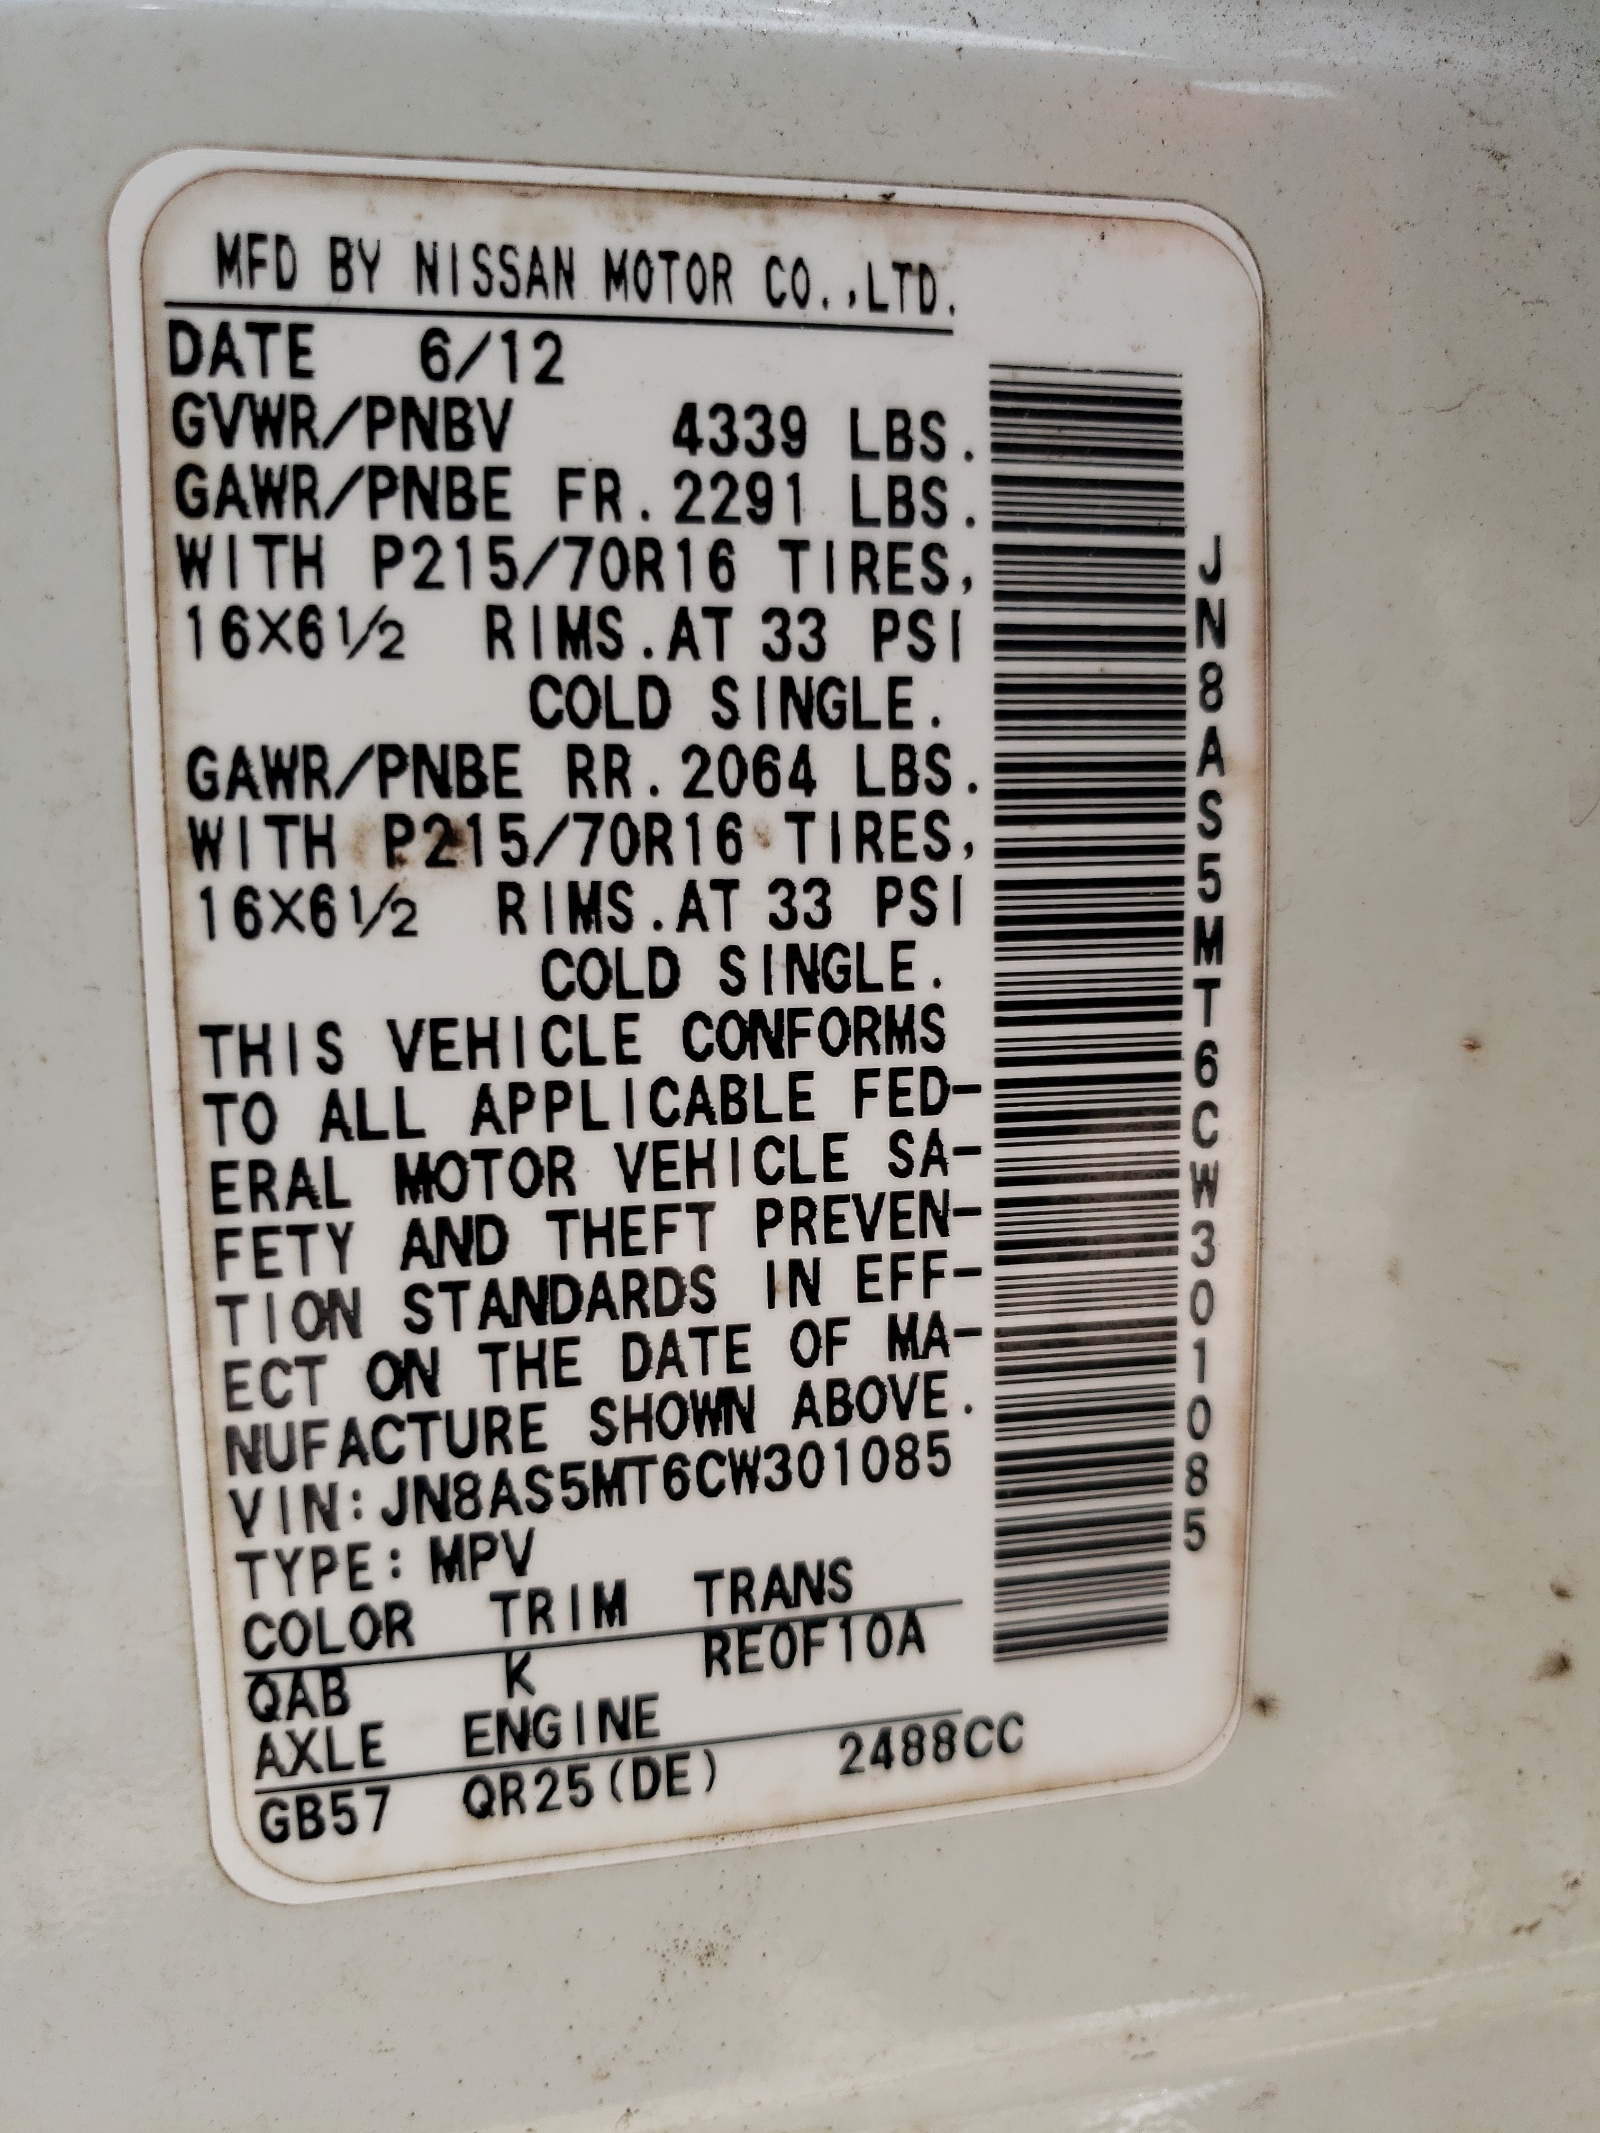 MFD BY NISSAN MOTOR CO.,LTD.
DATE 6/12
GVWR/PNBV 4339 LBS.
GAWR/PNBE FR.2291 LBS.
WITH P215/70R16 TIRES,
16X6½ RIMS.AT 33 PSI
COLD SINGLE.
GAWR/PNBE RR.2064 LBS.
WITH P215/70R16 TIRES,
16X6½ RIMS.AT 33 PSI
COLD SINGLE.
THIS VEHICLE CONFORMS
TO ALL APPLICABLE FED-
ERAL MOTOR VEHICLE SA-
FETY AND THEFT PREVEN-
TION STANDARDS IN EFF-
ECT ON THE DATE OF MA-
NUFACTURE SHOWN ABOVE.
VIN:JN8AS5MT6CW301085
TYPE:MPV
COLOR TRIM TRANS
QAB K RE0F10A
AXLE ENGINE
GB57 QR25(DE) 2488CC
JN8AS5MT6CW301085